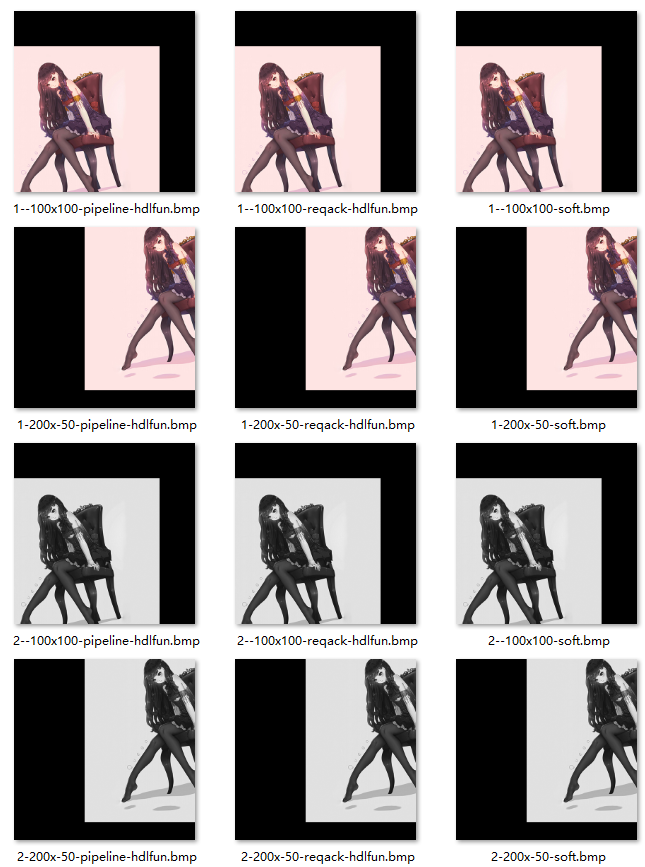 1--100x100-pipeline-hdlfun.bmp
1--100x100-reqack-hdlfun.bmp
1--100x100-soft.bmp
1-200x-50-pipeline-hdlfun.bmp
1-200x-50-reqack-hdlfun.bmp
1-200x-50-soft.bmp
2--100x100-pipeline-hdlfun.bmp
2--100x100-reqack-hdlfun.bmp
2--100x100-soft.bmp
2-200x-50-pipeline-hdlfun.bmp
2-200x-50-reqack-hdlfun.bmp
2-200x-50-soft.bmp